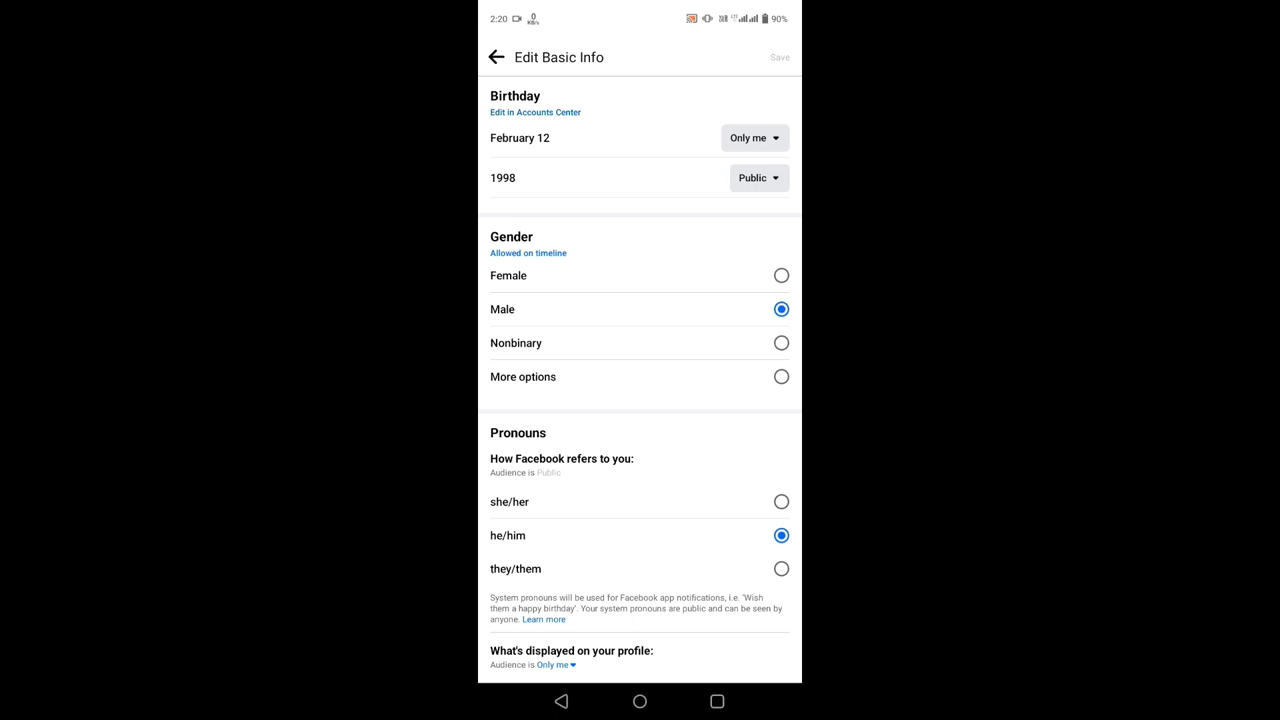 2:20 0 KB/s 90%
Edit Basic Info Save
Birthday
Edit in Accounts Center
February 12 Only me
1998 Public
Gender
Allowed on timeline
Female
Male
Nonbinary
More options
Pronouns
How Facebook refers to you:
Audience is Public
she/her
he/him
they/them
System pronouns will be used for Facebook app notifications, i.e. 'Wish
them a happy birthday'. Your system pronouns are public and can be seen by
anyone. Learn more
What's displayed on your profile:
Audience is Only me